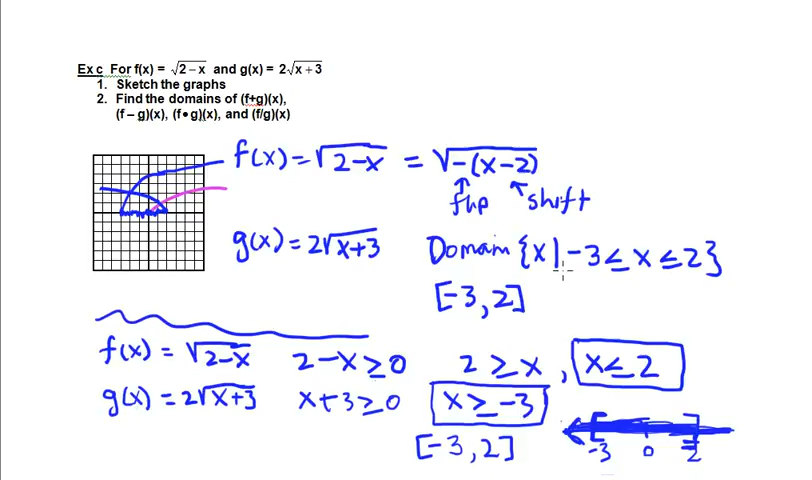 Ex c For f(x) = √2 – x and g(x) = 2√x + 3
1. Sketch the graphs
2. Find the domains of (f+g)(x),
(f – g)(x), (f•g)(x), and (f/g)(x)
f(x) = √2-x = √-(x-2)
flip shift
g(x) = 2√x+3
Domain {x | -3 ≤ x ≤ 2}
[-3, 2]
f(x) = √2-x 2-x ≥ 0 2 ≥ x , x ≤ 2
g(x) = 2√x+3 x+3 ≥ 0 x ≥ -3
[-3, 2]
-3 0 2